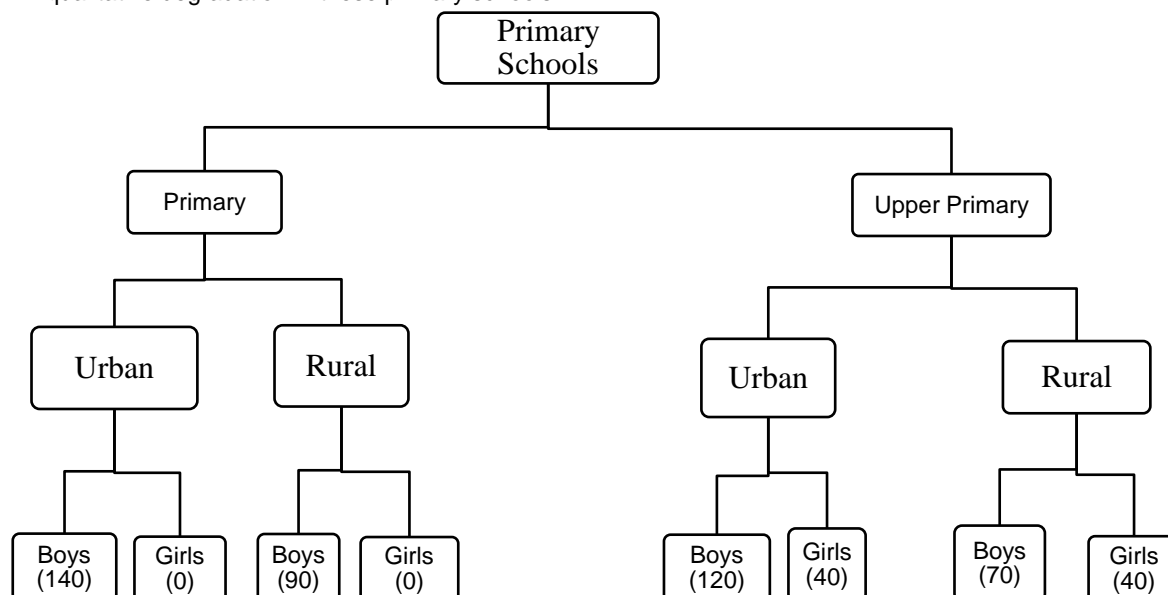 Primary
Schools
Primary
Upper Primary
Urban
Rural
Urban
Rural
Boys
(140)
Girls
(0)
Boys
(90)
Girls
(0)
Boys
(120)
Girls
(40)
Boys
(70)
Girls
(40)